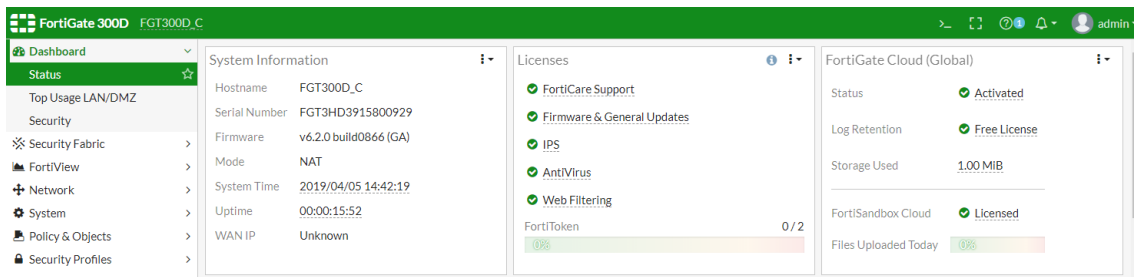 FortiGate 300D FGT300D_C >_ 1 admin
Dashboard
Status
Top Usage LAN/DMZ
Security
Security Fabric
FortiView
Network
System
Policy & Objects
Security Profiles
System Information
Hostname FGT300D_C
Serial Number FGT3HD3915800929
Firmware v6.2.0 build0866 (GA)
Mode NAT
System Time 2019/04/05 14:42:19
Uptime 00:00:15:52
WAN IP Unknown
Licenses
FortiCare Support
Firmware & General Updates
IPS
AntiVirus
Web Filtering
FortiToken 0 / 2
0%
FortiGate Cloud (Global)
Status Activated
Log Retention Free License
Storage Used 1.00 MiB
FortiSandbox Cloud Licensed
Files Uploaded Today 0%